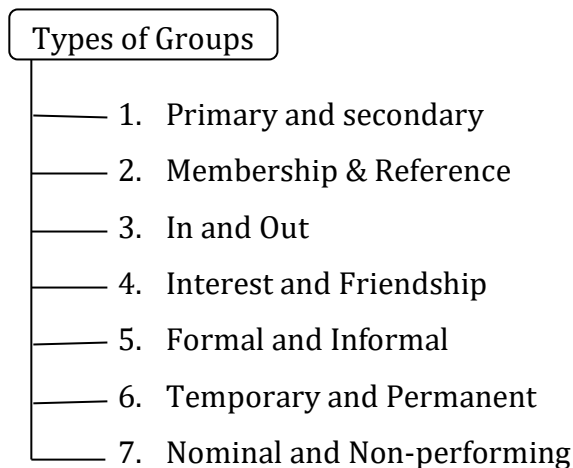 Types of Groups
1. Primary and secondary
2. Membership & Reference
3. In and Out
4. Interest and Friendship
5. Formal and Informal
6. Temporary and Permanent
7. Nominal and Non-performing